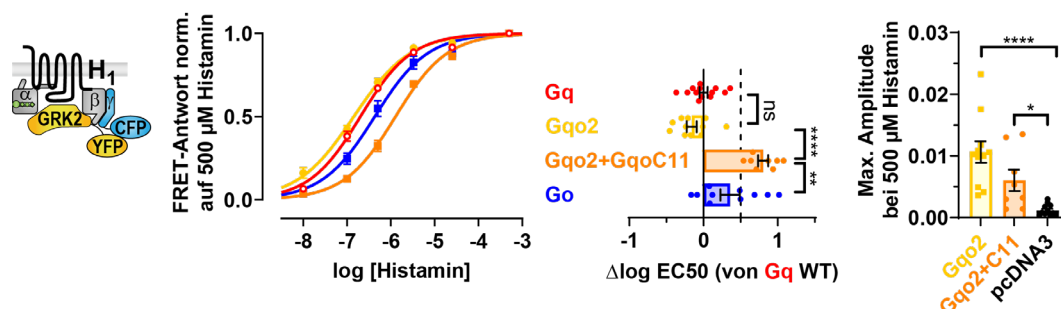 α
H1
β
γ
GRK2
CFP
YFP
FRET-Antwort norm.
auf 500 µM Histamin
1.0
0.5
0.0
-8
-7
-6
-5
-4
-3
log [Histamin]
Gq
Gqo2
Gqo2+GqoC11
Go
ns
****
**
-1
0
1
Δlog EC50 (von Gq WT)
Max. Amplitude
bei 500 µM Histamin
0.03
0.02
0.01
0.00
****
*
Gqo2
Gqo2+C11
pcDNA3